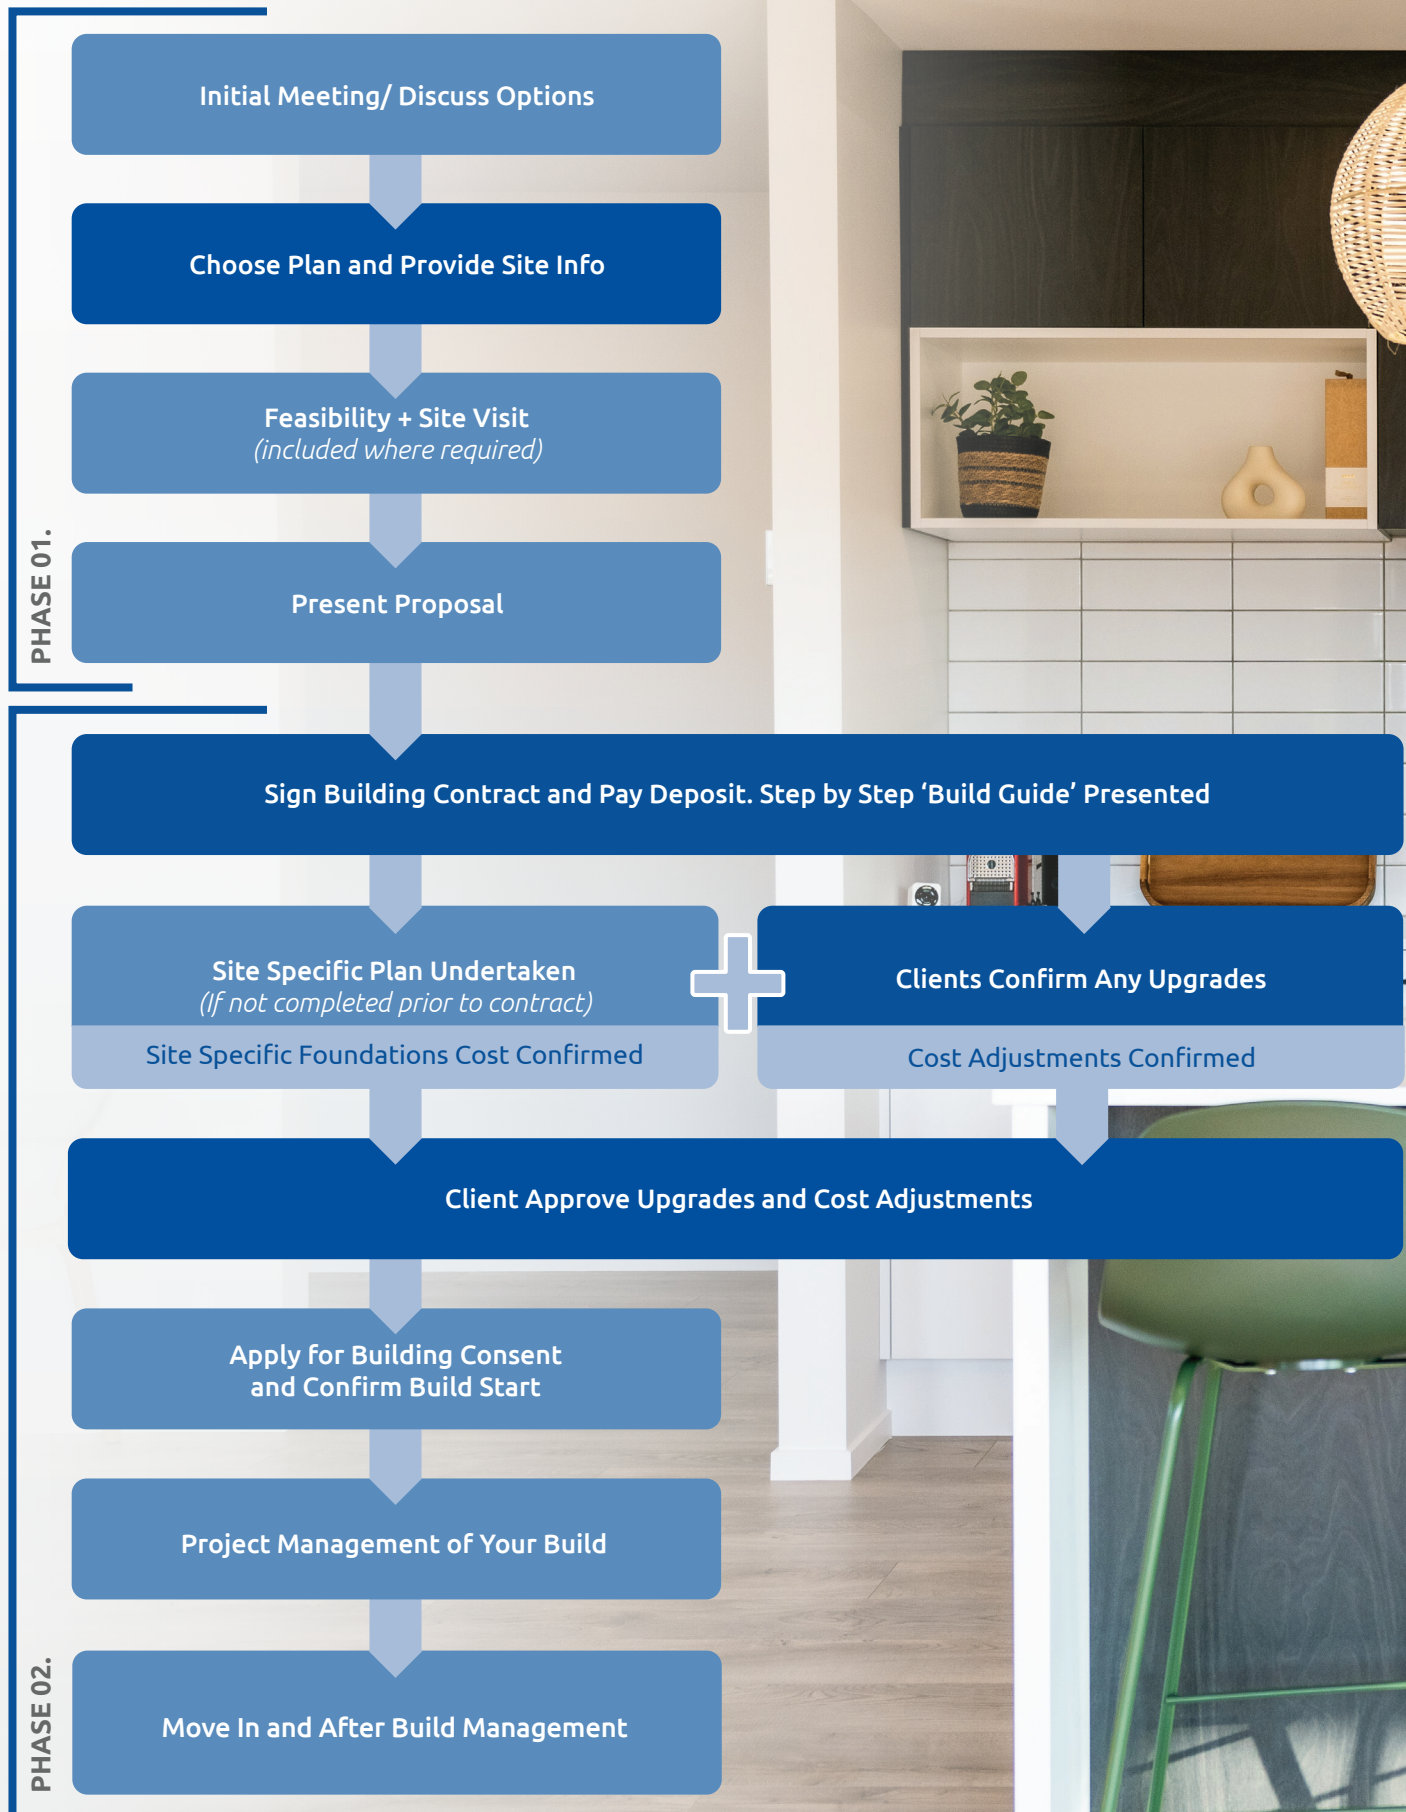 Initial Meeting/ Discuss Options
Choose Plan and Provide Site Info
Feasibility + Site Visit
(included where required)
Present Proposal
PHASE 01.
Sign Building Contract and Pay Deposit. Step by Step ‘Build Guide’ Presented
Site Specific Plan Undertaken
(If not completed prior to contract)
Site Specific Foundations Cost Confirmed
Clients Confirm Any Upgrades
Cost Adjustments Confirmed
Client Approve Upgrades and Cost Adjustments
Apply for Building Consent
and Confirm Build Start
Project Management of Your Build
Move In and After Build Management
PHASE 02.